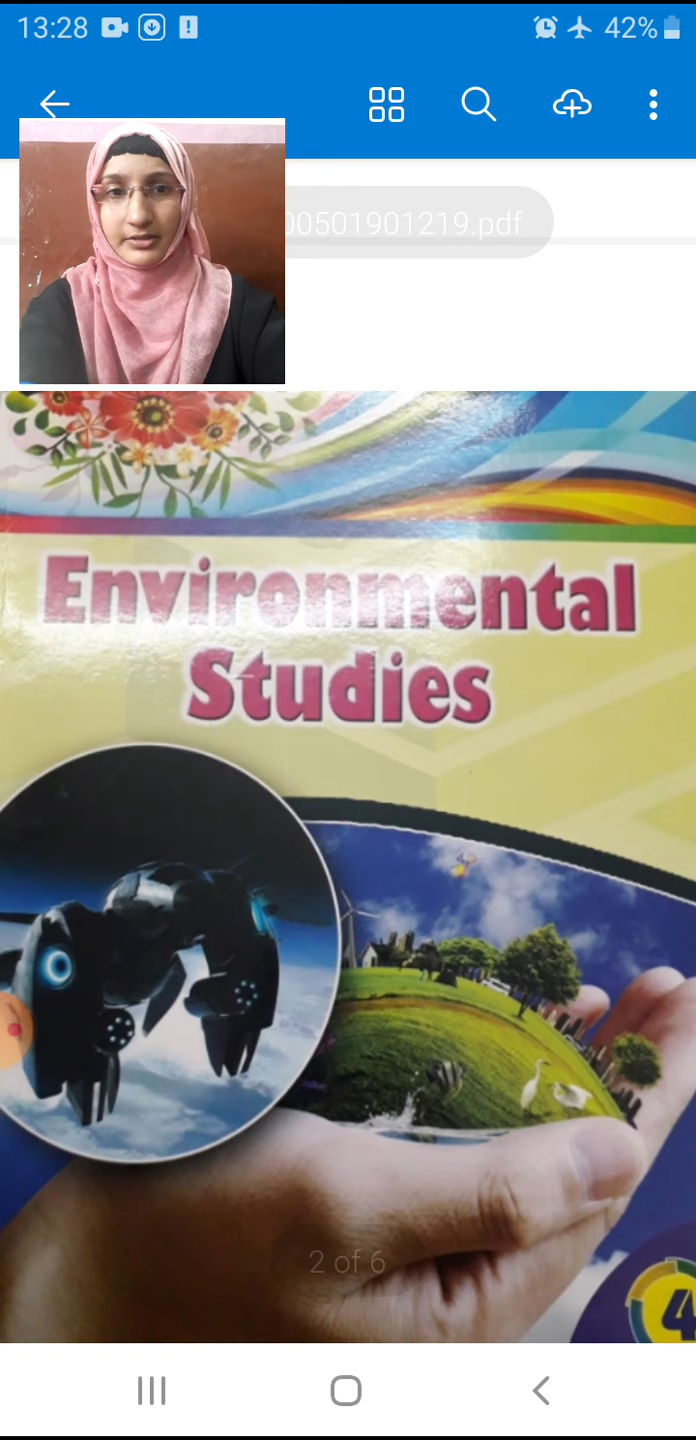 13:28
42%
00501901219.pdf
Environmental
Studies
2 of 6
4